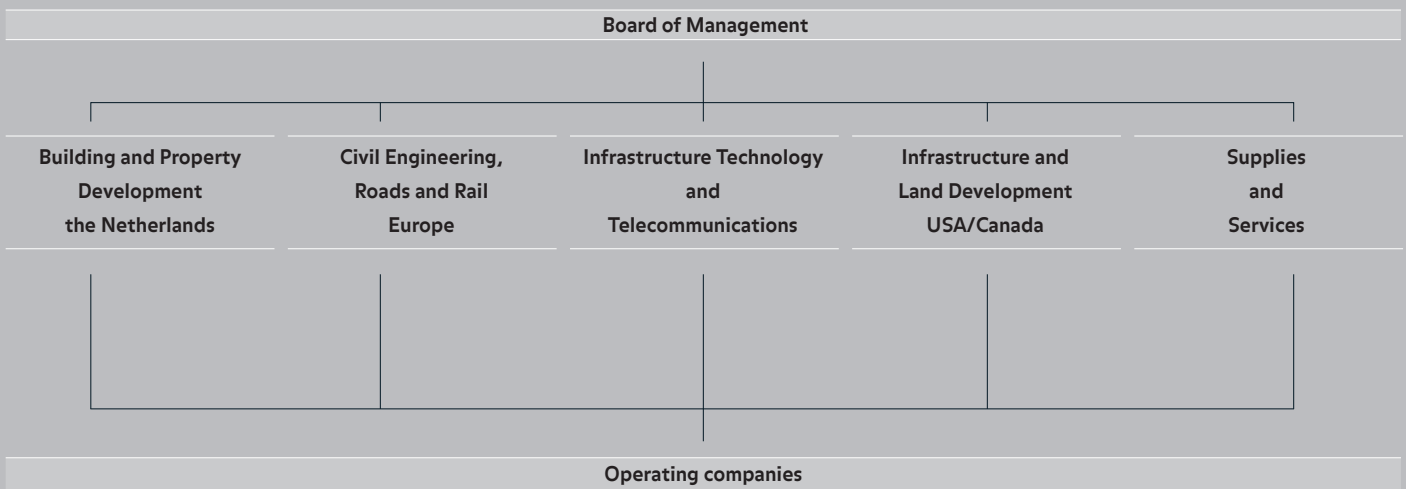 Board of Management
Building and Property
Development
the Netherlands
Civil Engineering,
Roads and Rail
Europe
Infrastructure Technology
and
Telecommunications
Infrastructure and
Land Development
USA/Canada
Supplies
and
Services
Operating companies